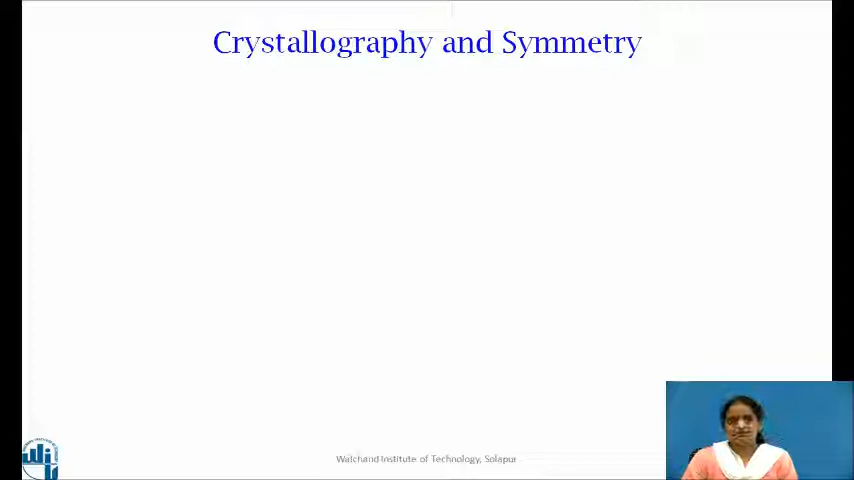 Crystallography and Symmetry
Walchand Institute of Technology, Solapur